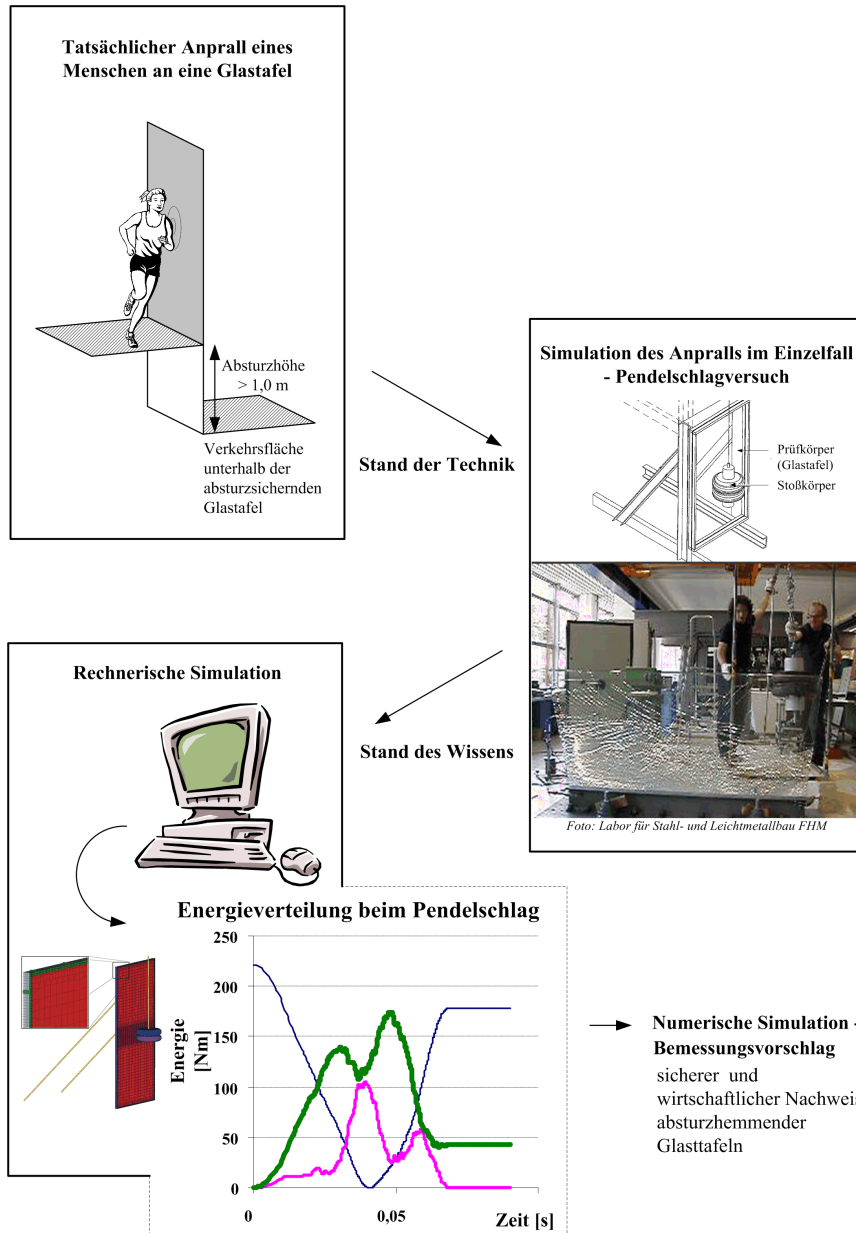 Tatsächlicher Anprall eines
Menschen an eine Glastafel
Absturzhöhe
> 1,0 m
Verkehrsfläche
unterhalb der
absturzsichernden
Glastafel
Stand der Technik
Simulation des Anpralls im Einzelfall
- Pendelschlagversuch
Prüfkörper
(Glastafel)
Stoßkörper
Foto: Labor für Stahl- und Leichtmetallbau FHM
Stand des Wissens
Rechnerische Simulation
Energieverteilung beim Pendelschlag
250
200
150
100
50
0
Energie
[Nm]
0
0,05
Zeit [s]
Numerische Simulation -
Bemessungsvorschlag
sicherer und
wirtschaftlicher Nachweis
absturzhemmender
Glasttafeln